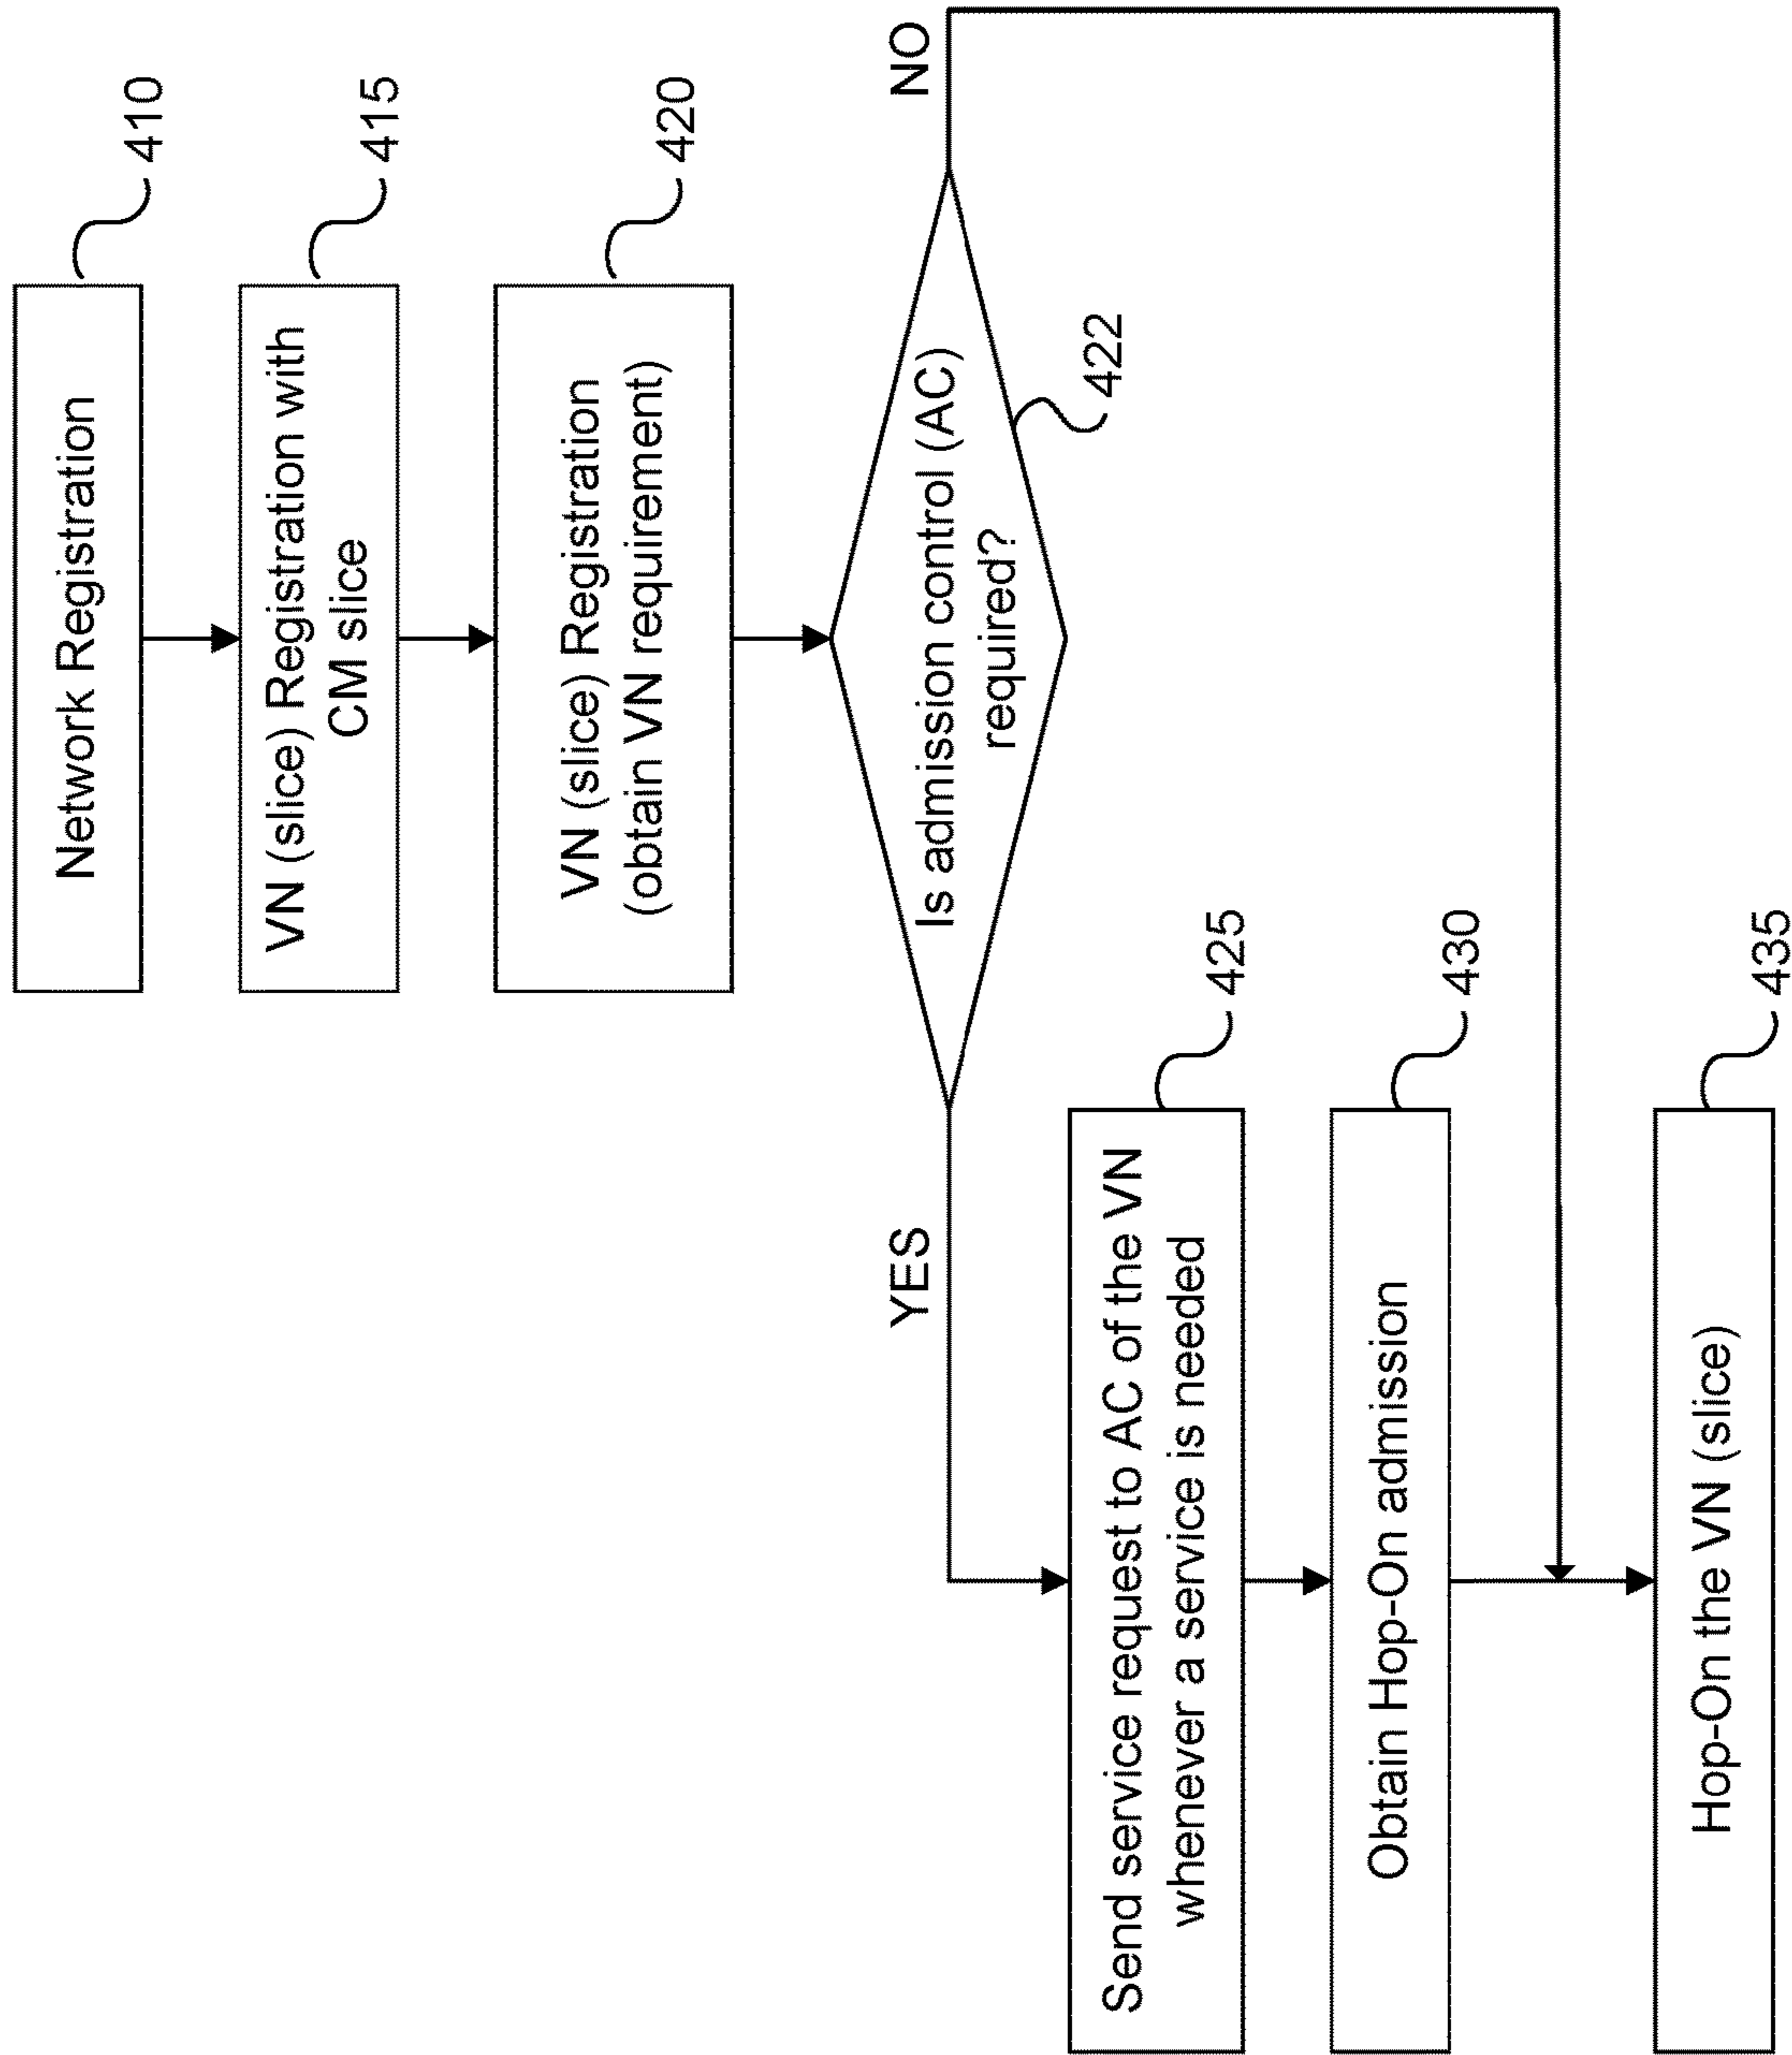 Network Registration
410
VN (slice) Registration with
CM slice
415
VN (slice) Registration
(obtain VN requirement)
420
Is admission control (AC)
required?
422
YES
NO
Send service request to AC of the VN
whenever a service is needed
425
Obtain Hop-On admission
430
Hop-On the VN (slice)
435